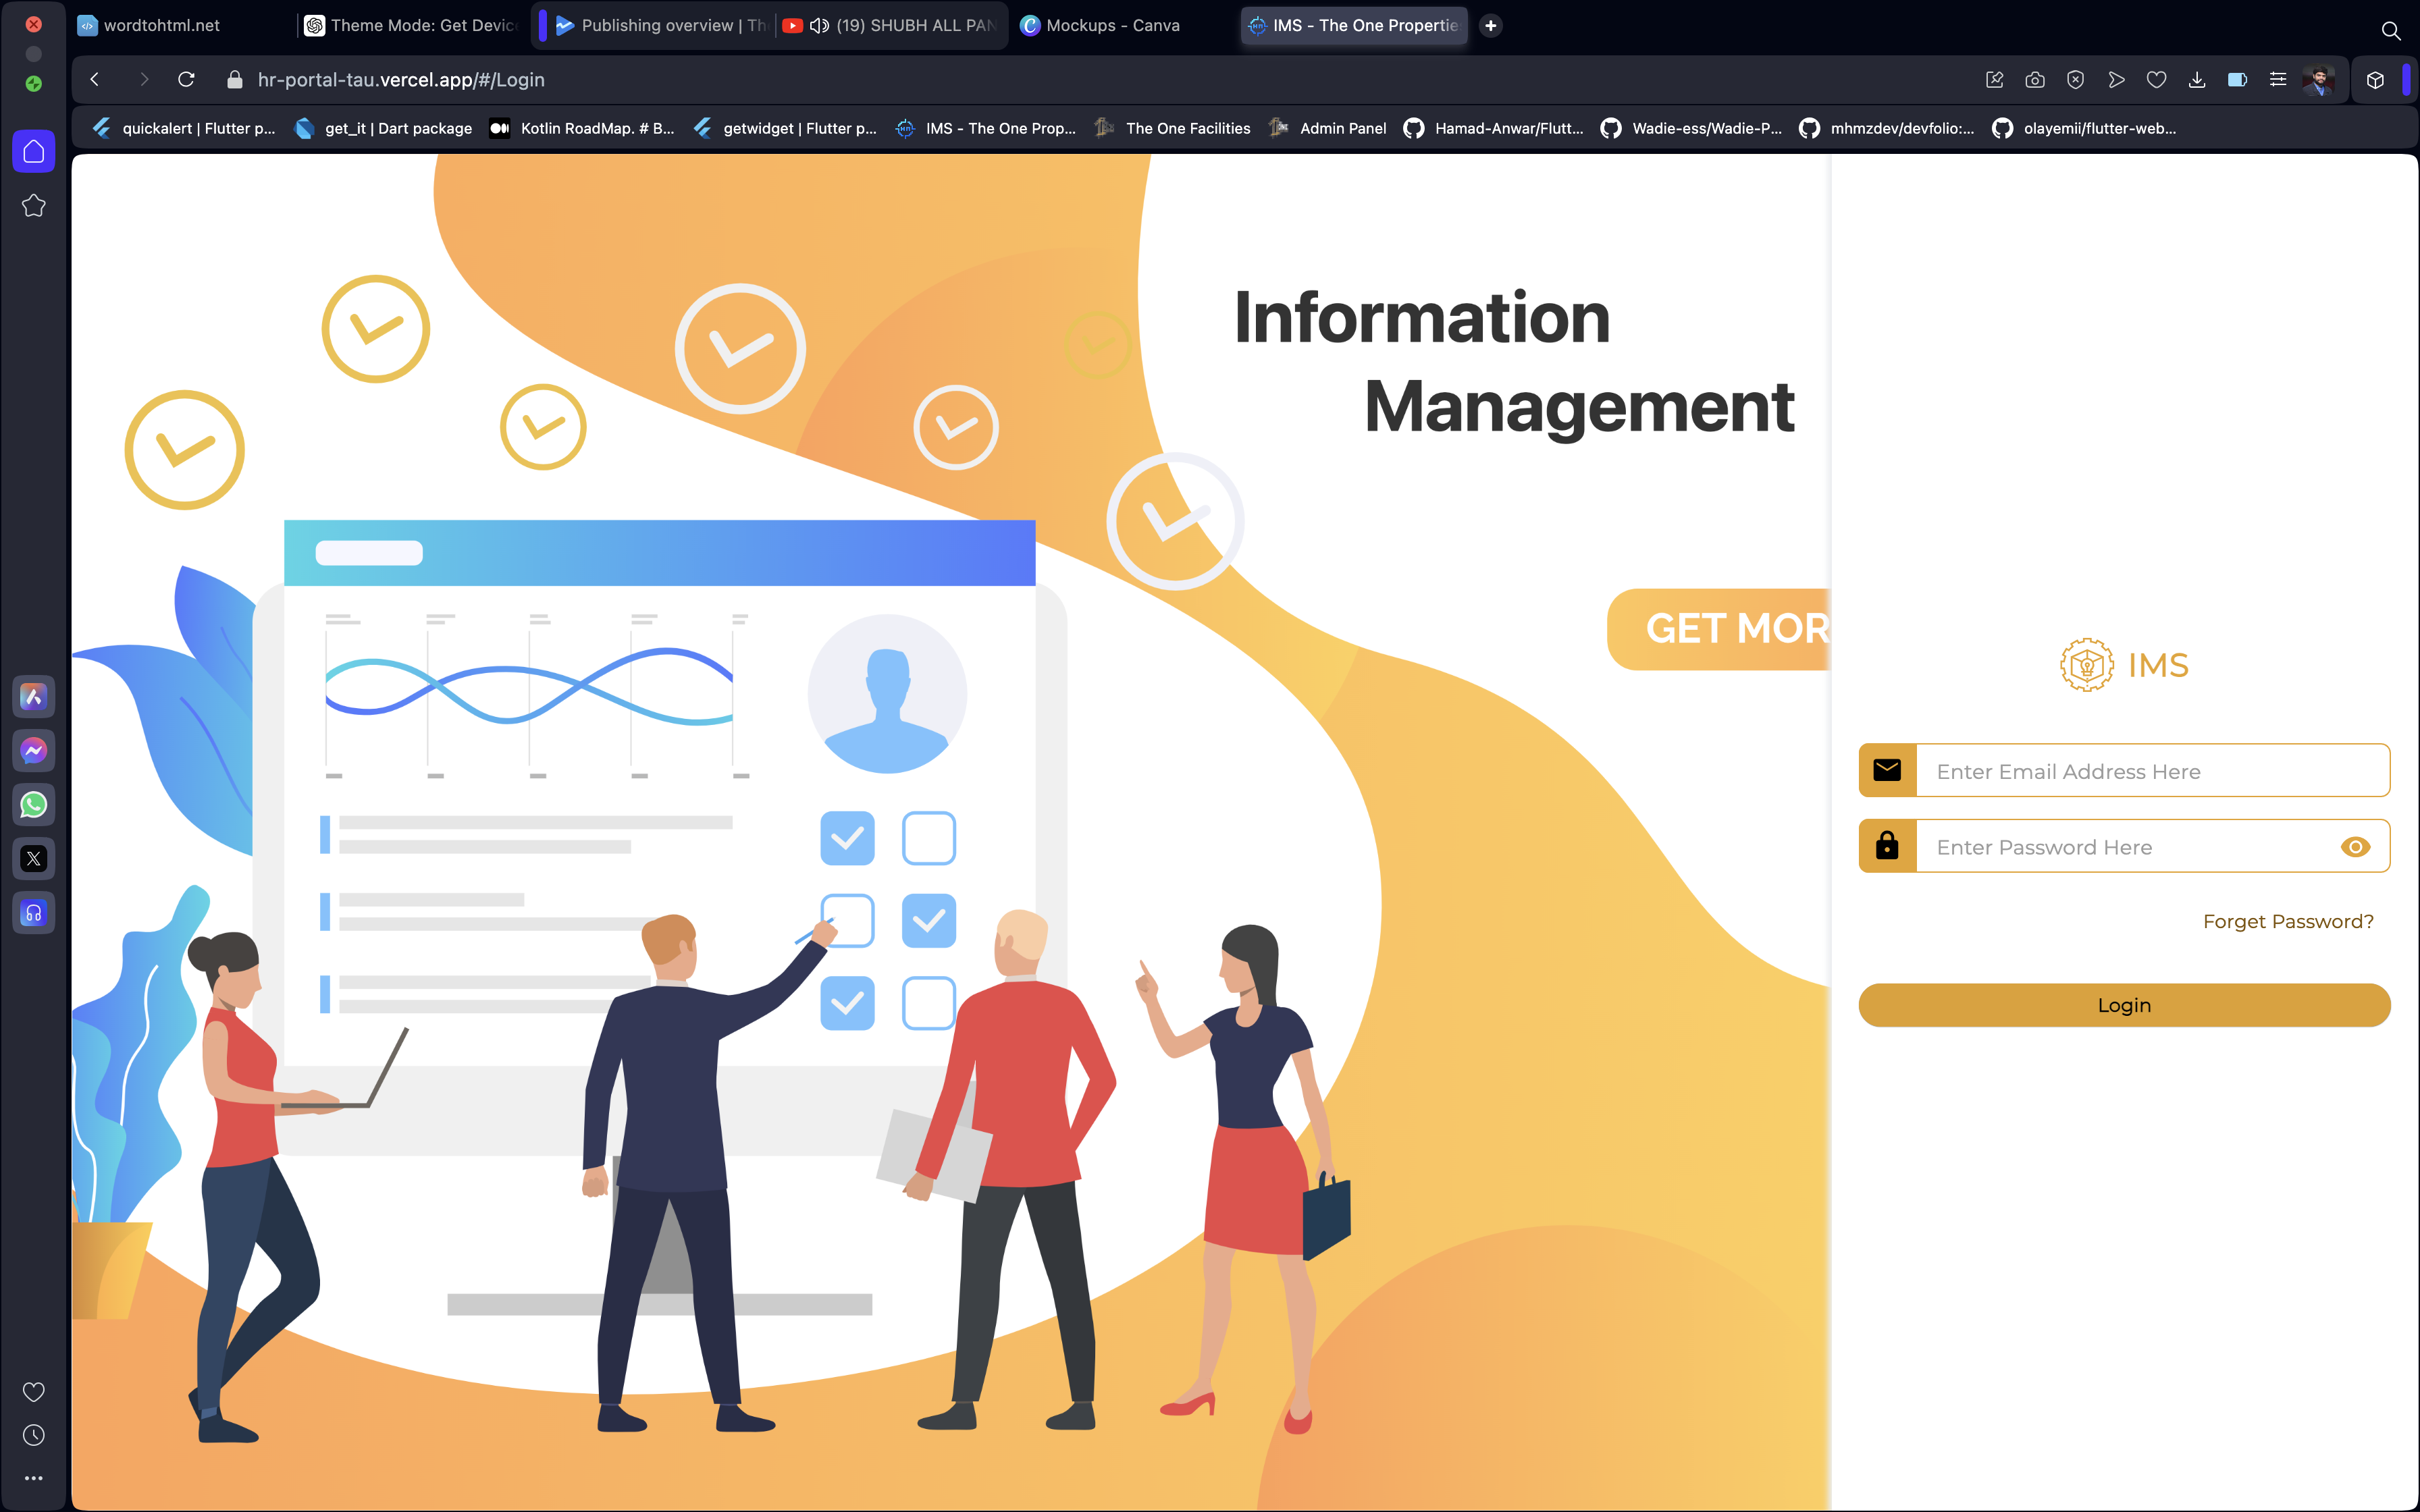 wordtohtml.net
Theme Mode: Get Device
Publishing overview | The
(19) SHUBH ALL PAN
Mockups - Canva
IMS - The One Propertie
hr-portal-tau.vercel.app/#/Login
quickalert | Flutter p...
get_it | Dart package
Kotlin RoadMap. # B...
getwidget | Flutter p...
IMS - The One Prop...
The One Facilities
Admin Panel
Hamad-Anwar/Flutt...
Wadie-ess/Wadie-P...
mhmzdev/devfolio:...
olayemii/flutter-web...
Information
Management
GET MOR
IMS
Enter Email Address Here
Enter Password Here
Forget Password?
Login